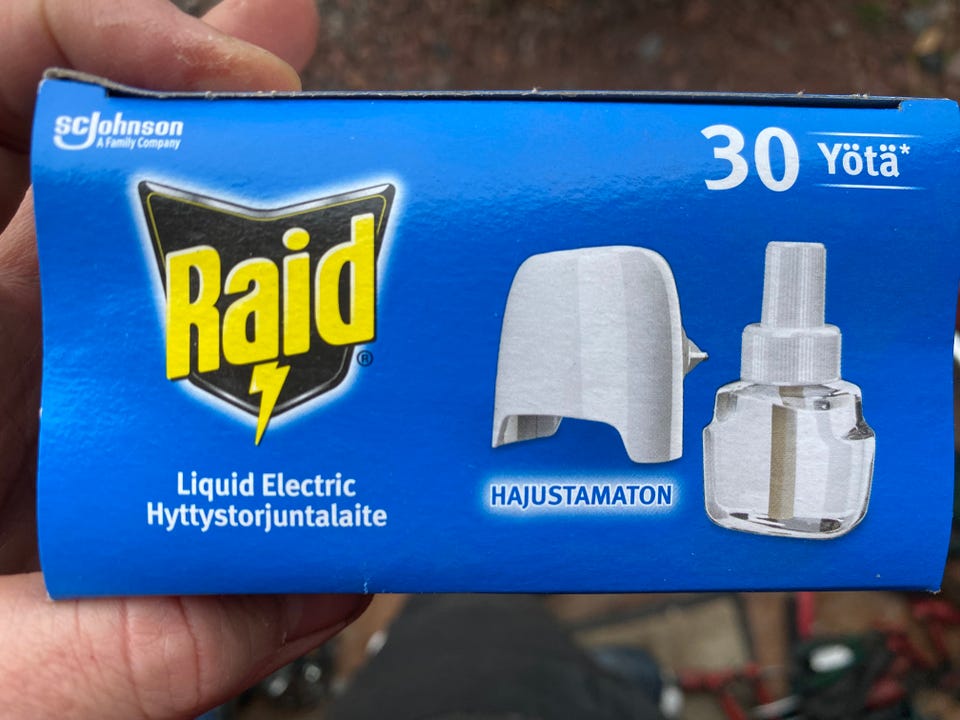 scJohnson
A Family Company
30 Yötä*
Raid®
Liquid Electric
Hyttystorjuntalaite
HAJUSTAMATON